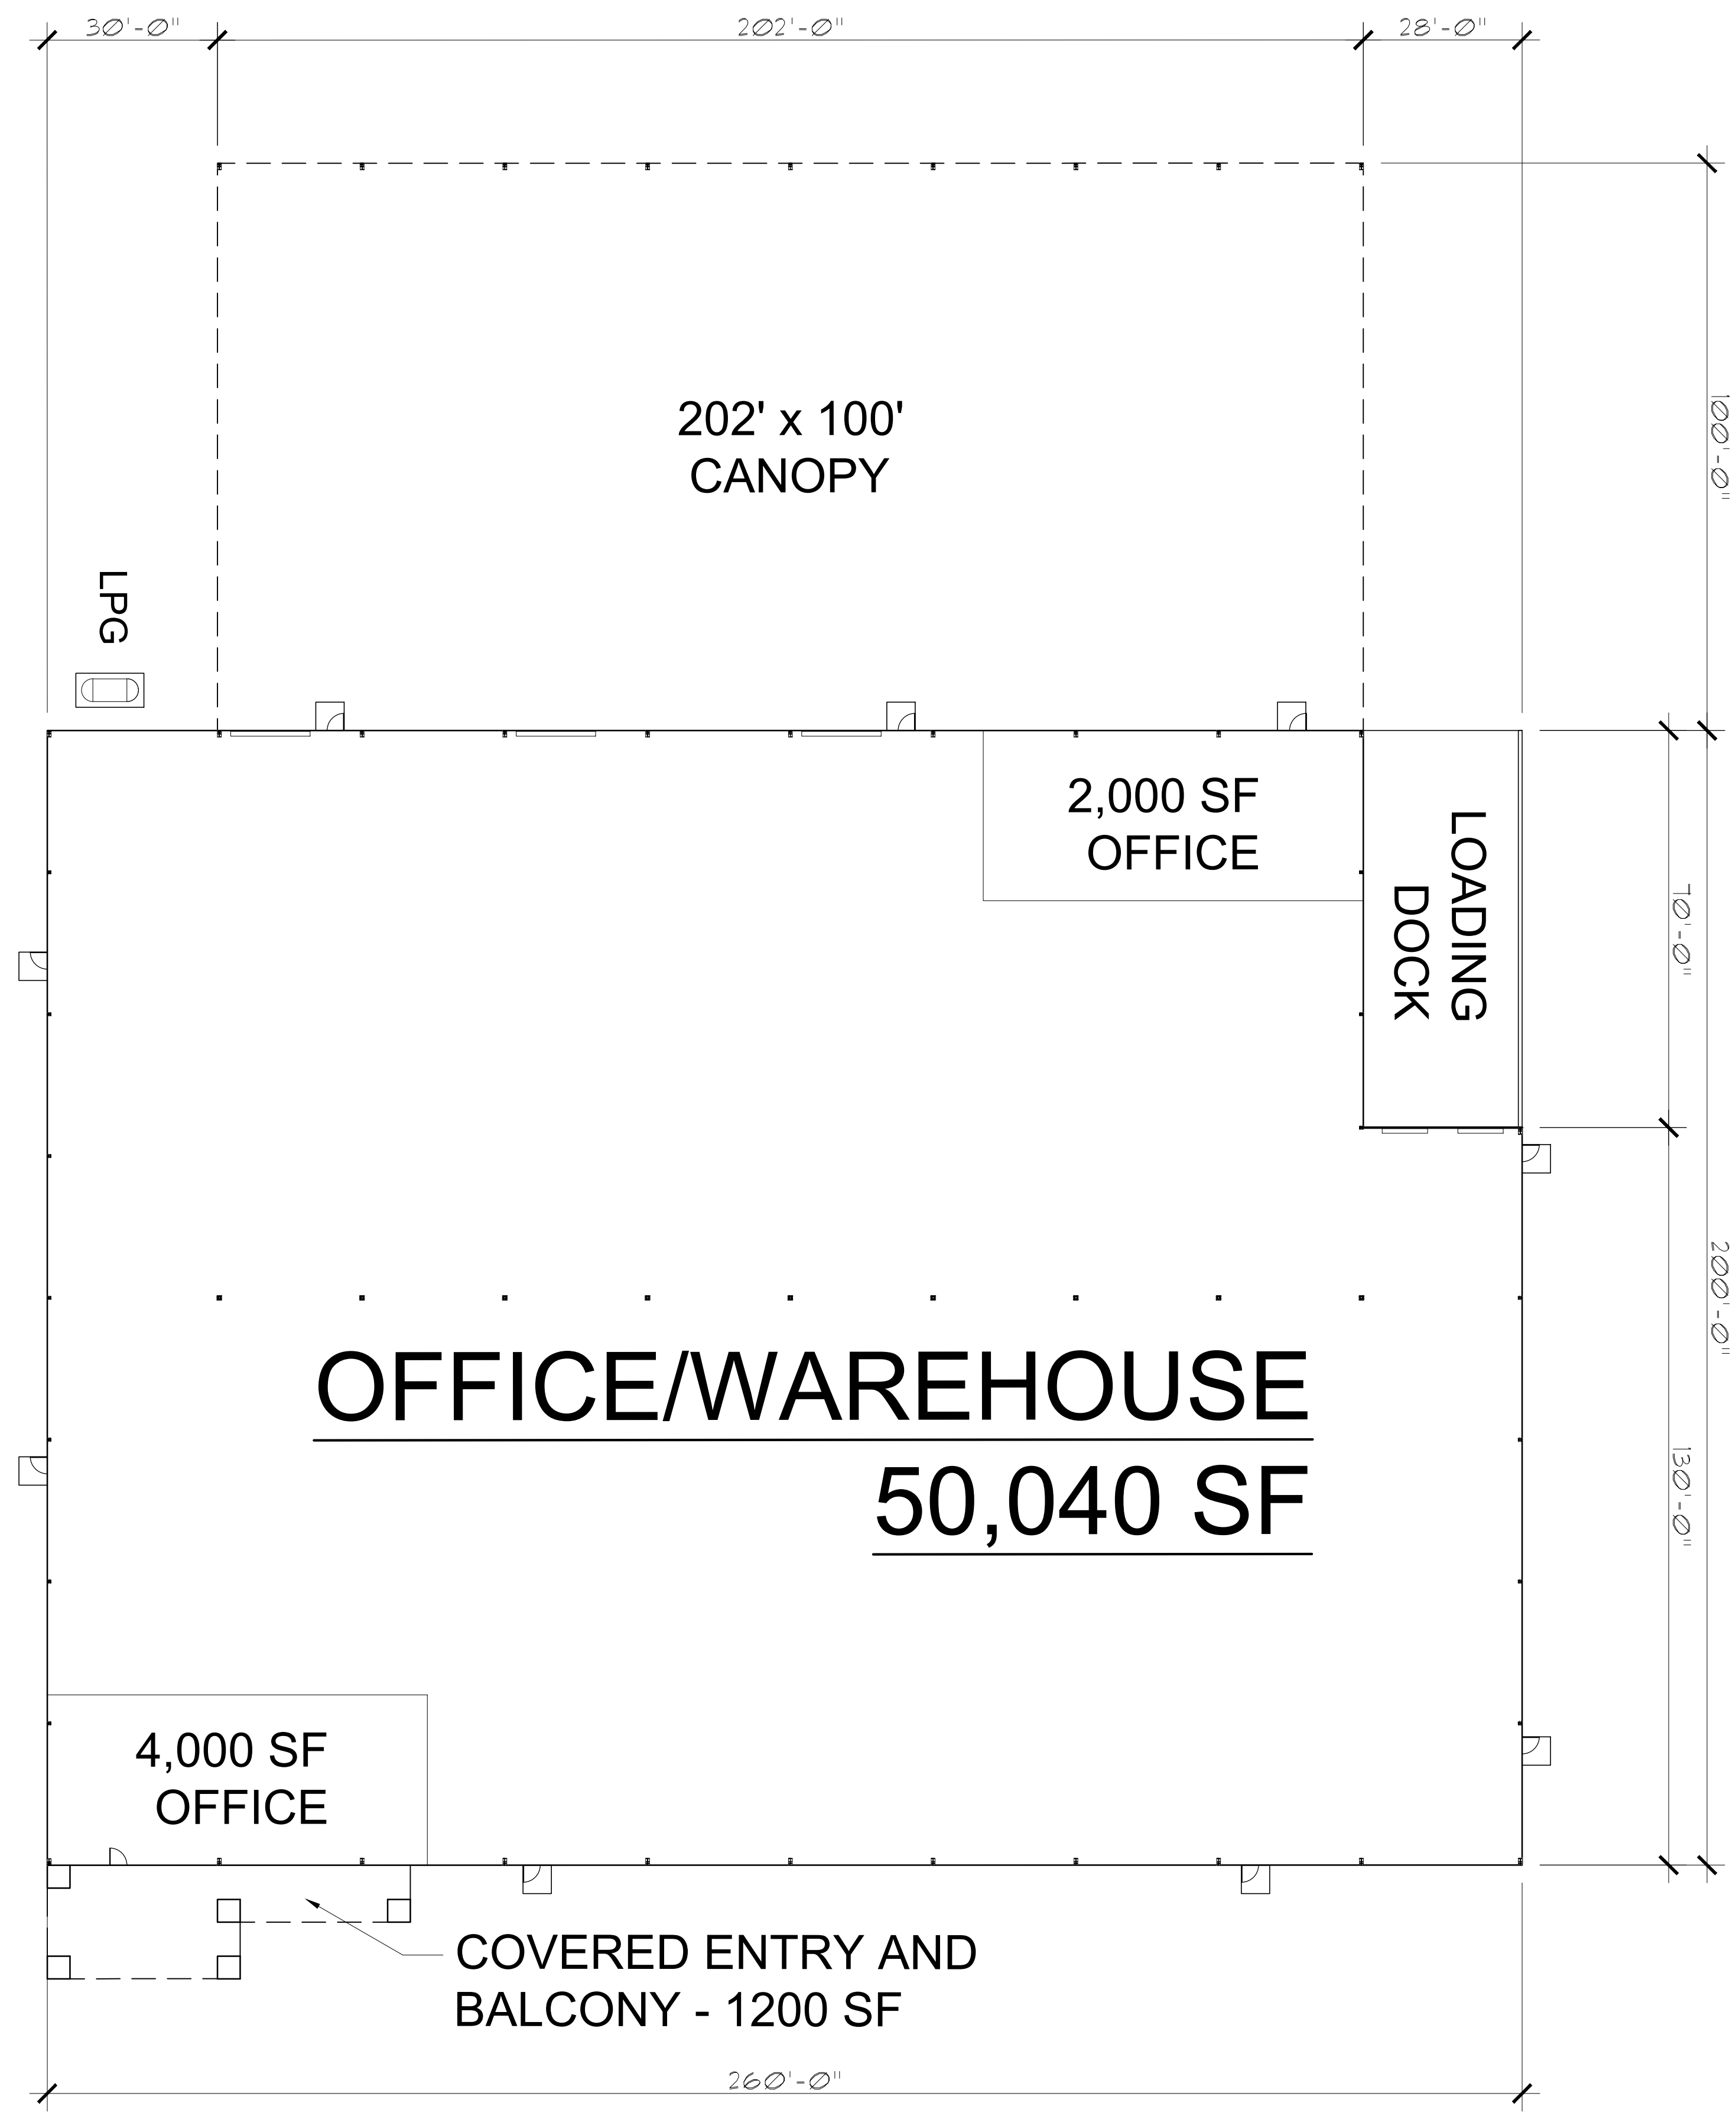 30'-0"
202'-0"
28'-0"
202' x 100'
CANOPY
100'-0"
LPG
2,000 SF
OFFICE
LOADING
DOCK
70'-0"
200'-0"
OFFICE/WAREHOUSE
50,040 SF
130'-0"
4,000 SF
OFFICE
COVERED ENTRY AND
BALCONY - 1200 SF
260'-0"